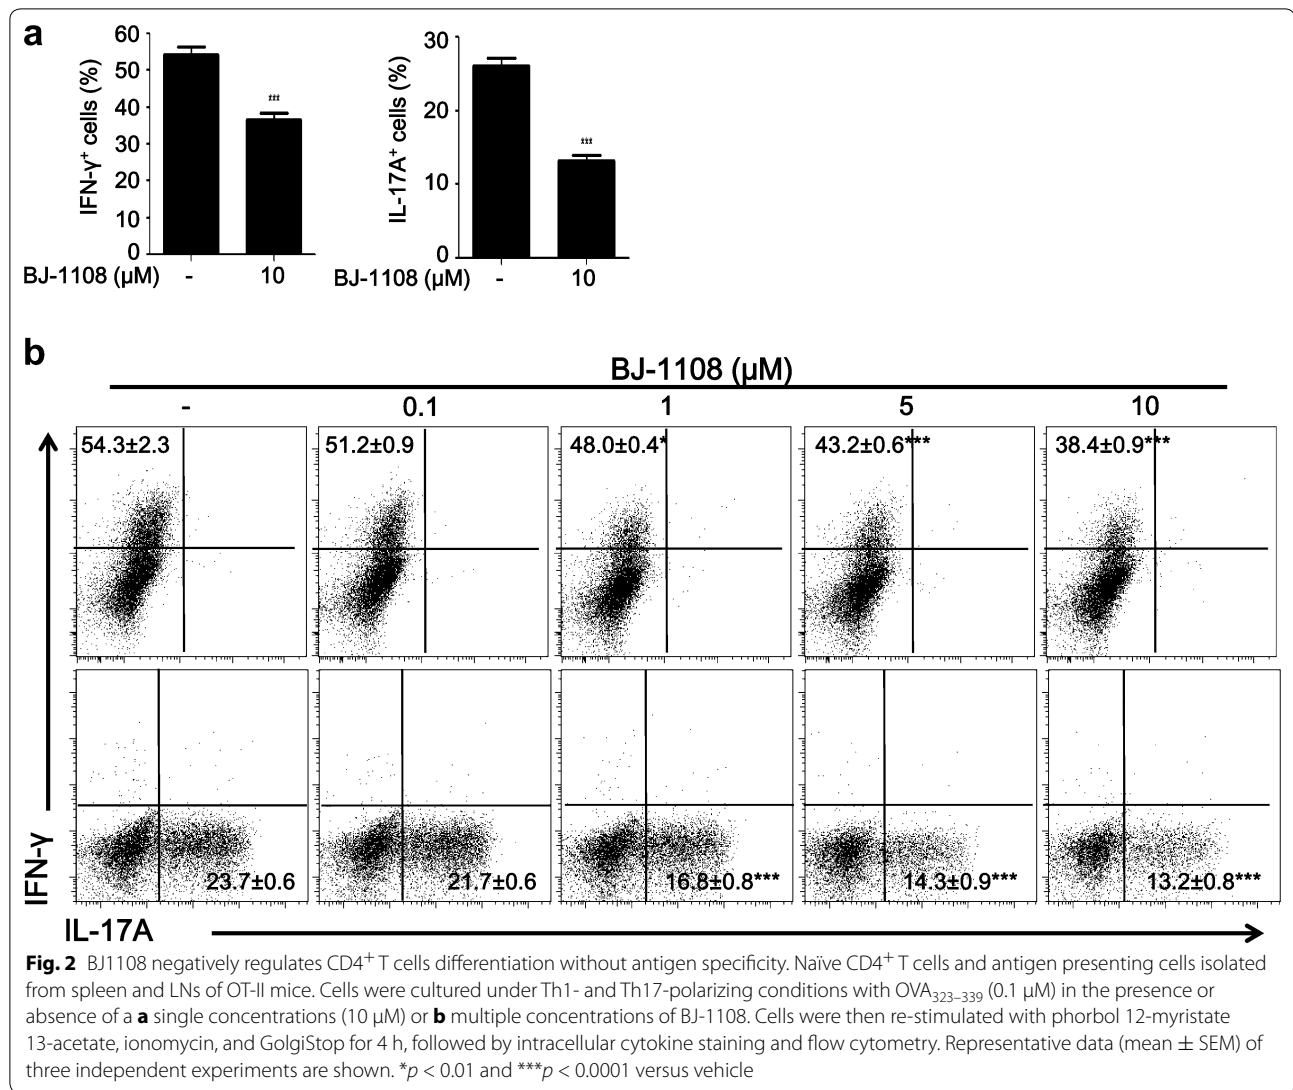 a
60
50
40
30
20
10
0
IFN-γ⁺ cells (%)
***
BJ-1108 (μM) - 10
30
20
10
0
IL-17A⁺ cells (%)
***
BJ-1108 (μM) - 10
b
BJ-1108 (μM)
- 0.1 1 5 10
54.3±2.3 51.2±0.9 48.0±0.4* 43.2±0.6*** 38.4±0.9***
23.7±0.6 21.7±0.6 16.8±0.8*** 14.3±0.9*** 13.2±0.8***
IFN-γ
IL-17A
Fig. 2 BJ1108 negatively regulates CD4⁺ T cells differentiation without antigen specificity. Naïve CD4⁺ T cells and antigen presenting cells isolated
from spleen and LNs of OT-II mice. Cells were cultured under Th1- and Th17-polarizing conditions with OVA₃₂₃₋₃₃₉ (0.1 μM) in the presence or
absence of a a single concentrations (10 μM) or b multiple concentrations of BJ-1108. Cells were then re-stimulated with phorbol 12-myristate
13-acetate, ionomycin, and GolgiStop for 4 h, followed by intracellular cytokine staining and flow cytometry. Representative data (mean ± SEM) of
three independent experiments are shown. *p < 0.01 and ***p < 0.0001 versus vehicle